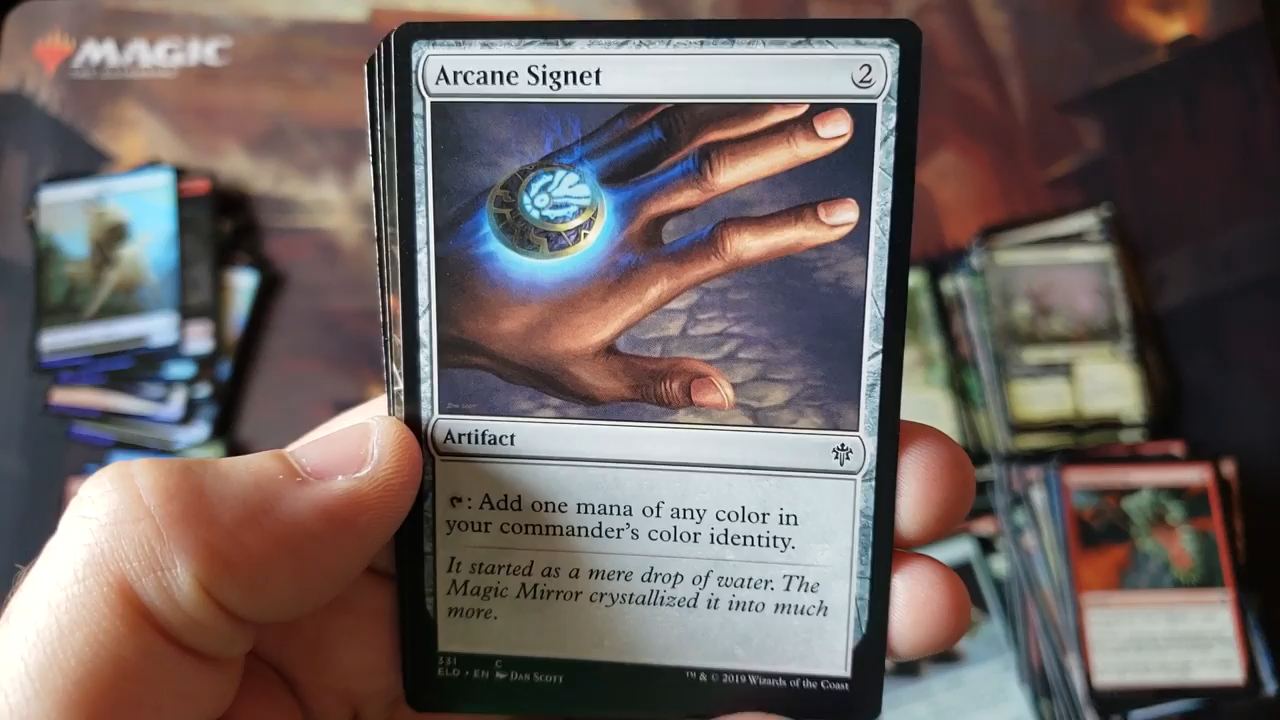 MAGIC
Arcane Signet 2
Artifact
: Add one mana of any color in
your commander's color identity.
It started as a mere drop of water. The
Magic Mirror crystallized it into much
more.
331 C
ELD • EN Dan Scott
™ & © 2019 Wizards of the Coast